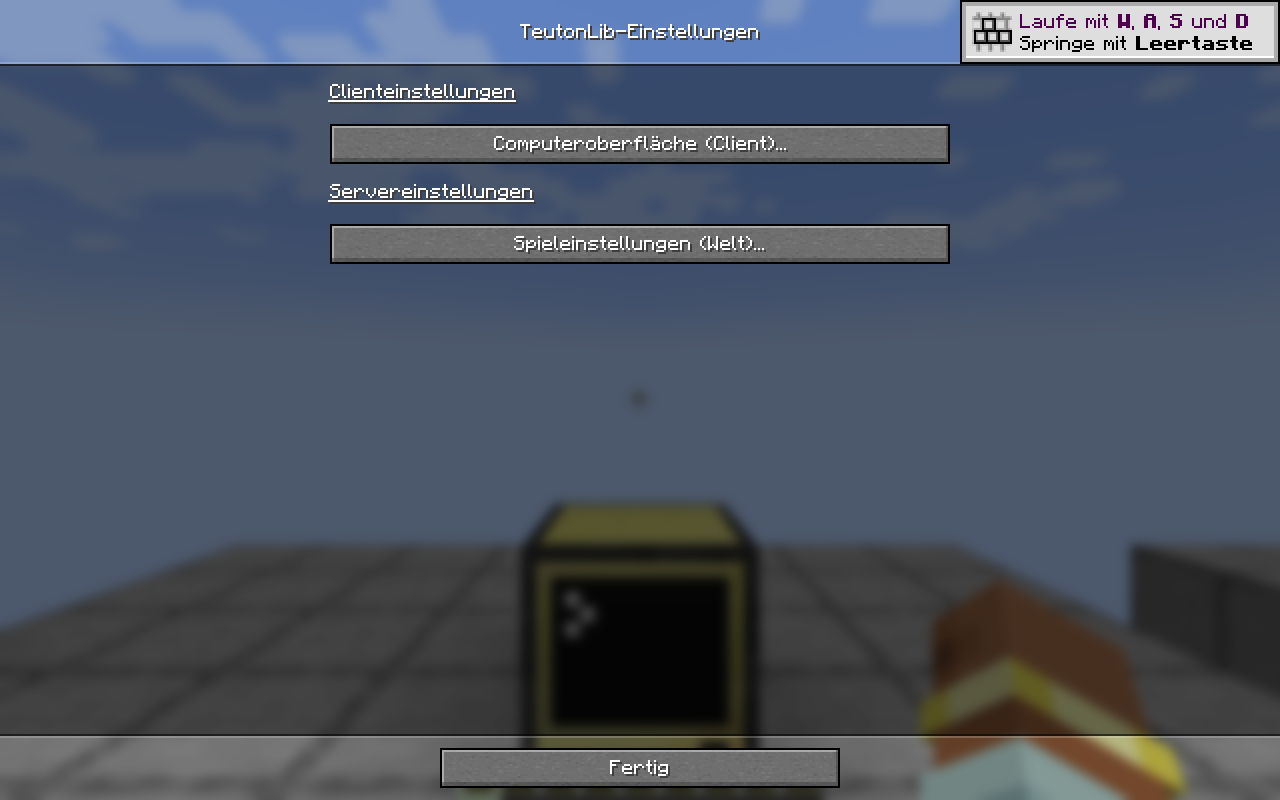 TeutonLib-Einstellungen
Laufe mit W, A, S und D
Springe mit Leertaste
Clienteinstellungen
Computeroberfläche (Client)...
Servereinstellungen
Spieleinstellungen (Welt)...
Fertig